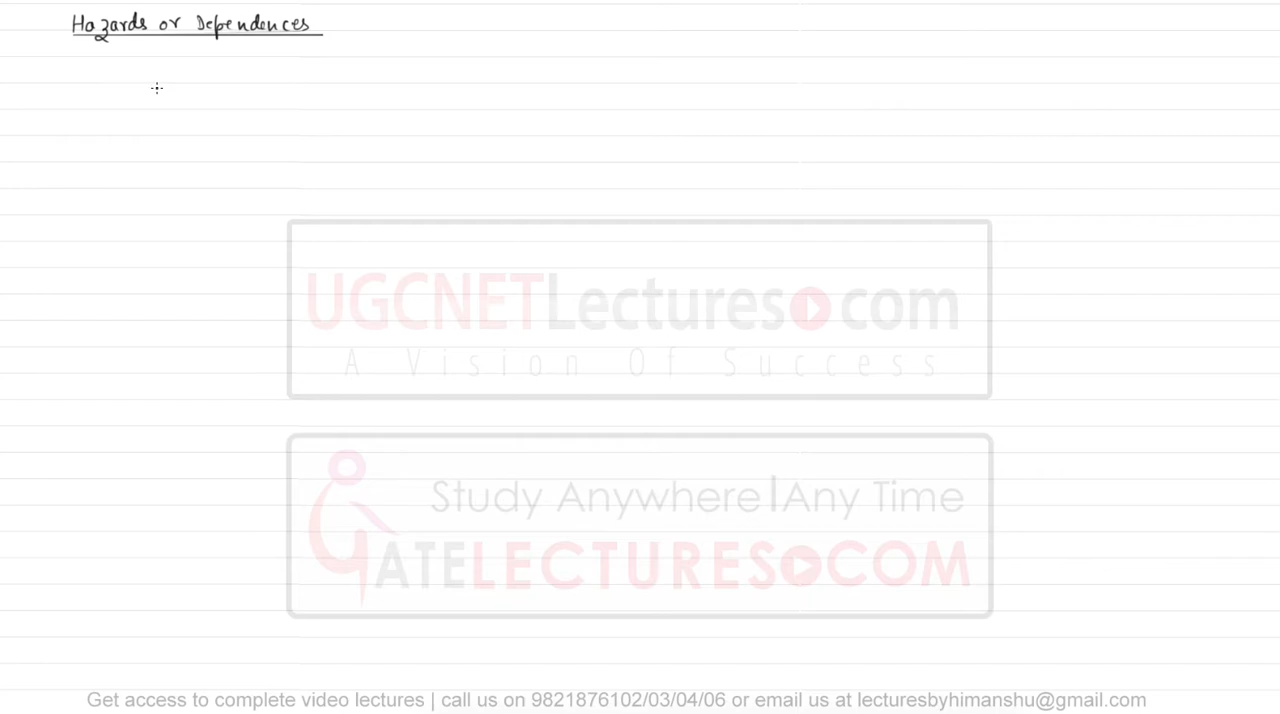 Hazards or Dependences
UGCNETLectures.com
A Vision Of Success
Study Anywhere|Any Time
GATELECTURES.COM
Get access to complete video lectures | call us on 9821876102/03/04/06 or email us at lecturesbyhimanshu@gmail.com